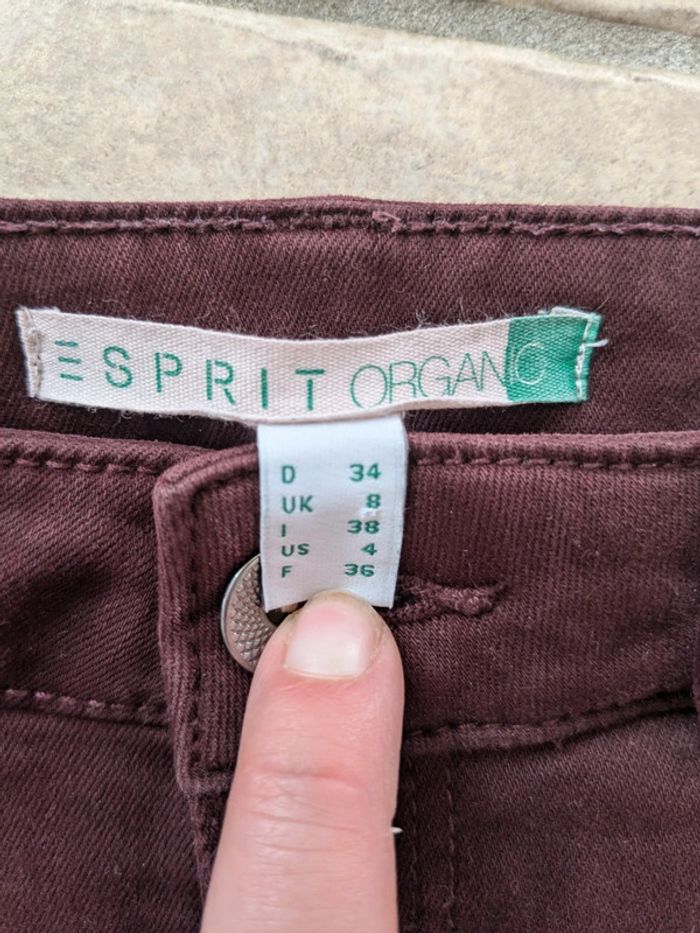 ESPRIT ORGANIC
D 34
UK 8
I 38
US 4
F 36